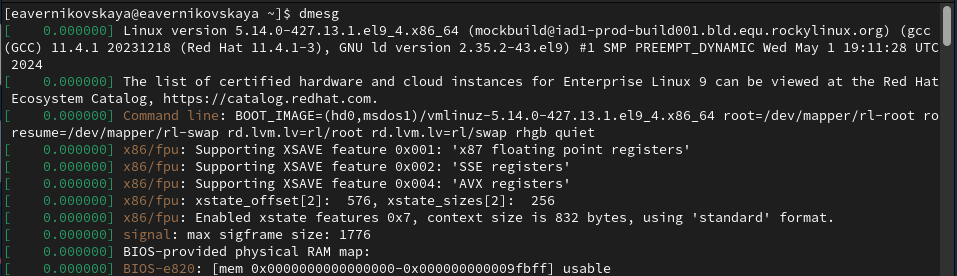 [eavernikovskaya@eavernikovskaya ~]$ dmesg
[    0.000000] Linux version 5.14.0-427.13.1.el9_4.x86_64 (mockbuild@iad1-prod-build001.bld.equ.rockylinux.org) (gcc
(GCC) 11.4.1 20231218 (Red Hat 11.4.1-3), GNU ld version 2.35.2-43.el9) #1 SMP PREEMPT_DYNAMIC Wed May 1 19:11:28 UTC
2024
[    0.000000] The list of certified hardware and cloud instances for Enterprise Linux 9 can be viewed at the Red Hat
Ecosystem Catalog, https://catalog.redhat.com.
[    0.000000] Command line: BOOT_IMAGE=(hd0,msdos1)/vmlinuz-5.14.0-427.13.1.el9_4.x86_64 root=/dev/mapper/rl-root ro
resume=/dev/mapper/rl-swap rd.lvm.lv=rl/root rd.lvm.lv=rl/swap rhgb quiet
[    0.000000] x86/fpu: Supporting XSAVE feature 0x001: 'x87 floating point registers'
[    0.000000] x86/fpu: Supporting XSAVE feature 0x002: 'SSE registers'
[    0.000000] x86/fpu: Supporting XSAVE feature 0x004: 'AVX registers'
[    0.000000] x86/fpu: xstate_offset[2]:  576, xstate_sizes[2]:  256
[    0.000000] x86/fpu: Enabled xstate features 0x7, context size is 832 bytes, using 'standard' format.
[    0.000000] signal: max sigframe size: 1776
[    0.000000] BIOS-provided physical RAM map:
[    0.000000] BIOS-e820: [mem 0x0000000000000000-0x000000000009fbff] usable